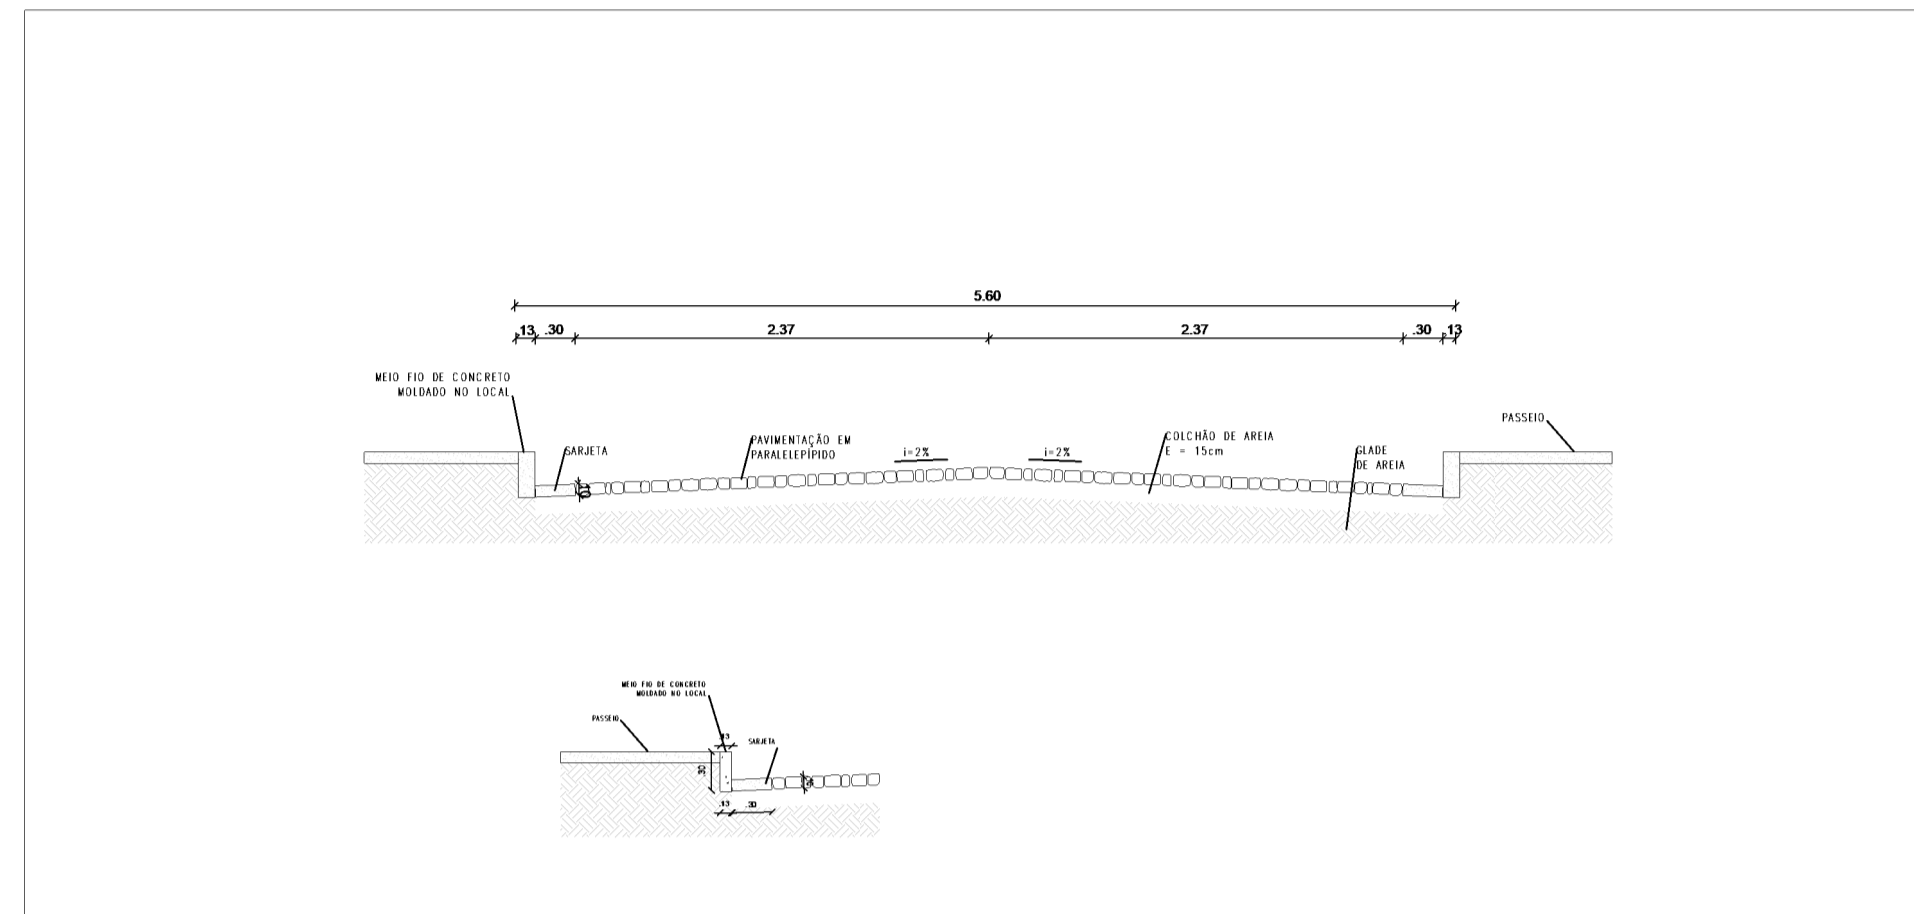 5.60
.13 .30 2.37 2.37 .30 .13
MEIO FIO DE CONCRETO
MOLDADO NO LOCAL
PASSEIO
SARJETA
PAVIMENTAÇÃO EM
PARALELEPÍPIDO
i=2%
i=2%
COLCHÃO DE AREIA
E = 15cm
GLADE
DE AREIA
MEIO FIO DE CONCRETO
MOLDADO NO LOCAL
PASSEIO
.13
SARJETA
.30
.13 .30